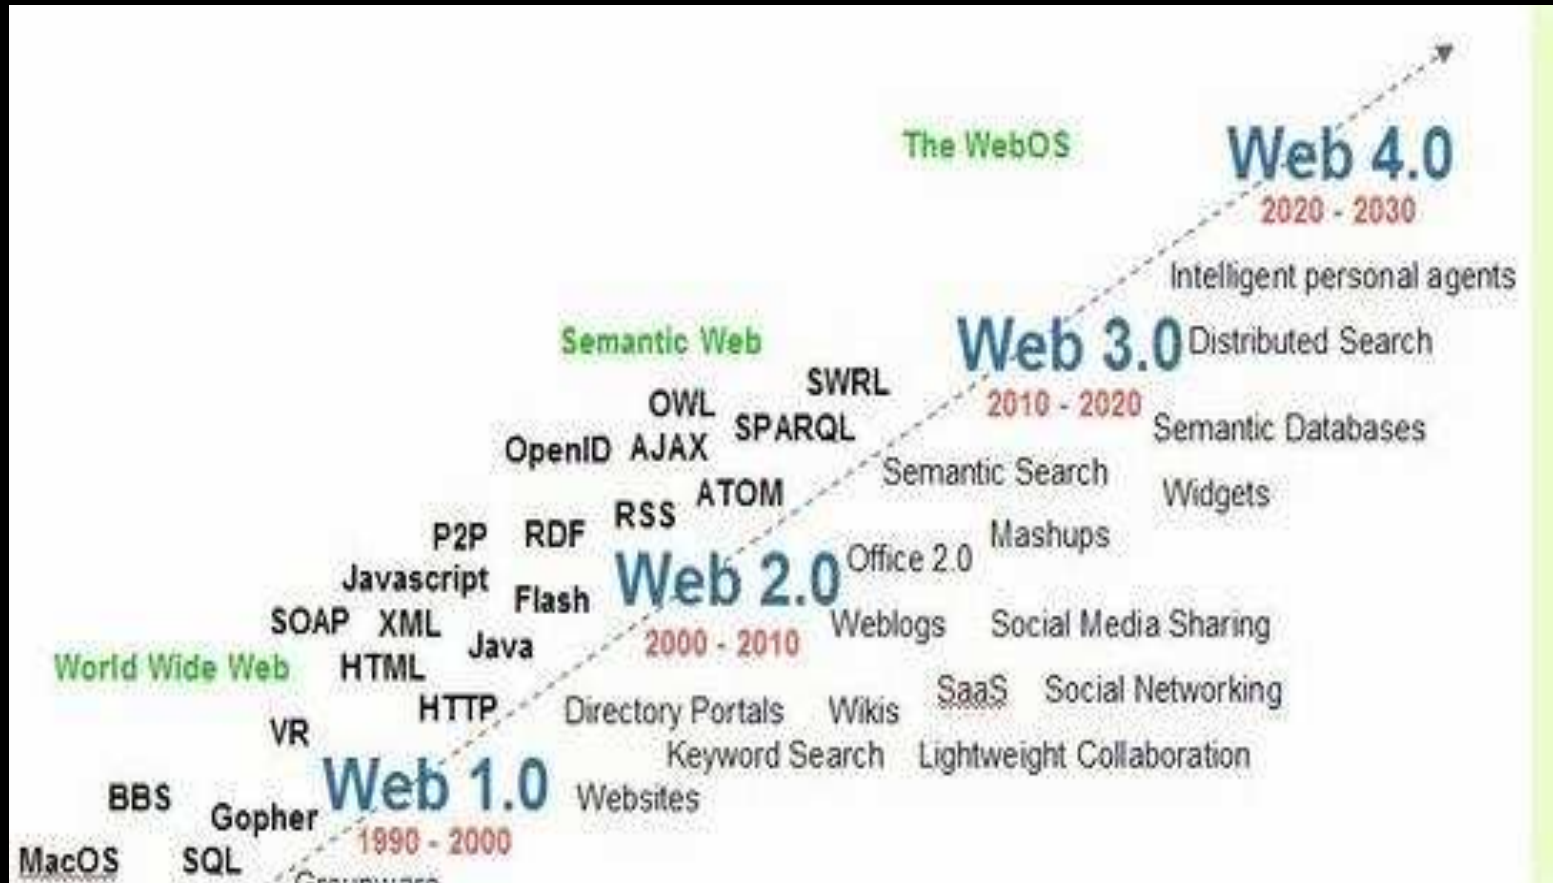 The WebOS Web 4.0
2020 - 2030
Intelligent personal agents
Semantic Web Web 3.0 Distributed Search
SWRL
OWL 2010 - 2020
SPARQL Semantic Databases
OpenID AJAX
Semantic Search
ATOM Widgets
RSS
P2P RDF Mashups
Office 2.0
Javascript Web 2.0
Flash
SOAP XML Weblogs Social Media Sharing
Java 2000 - 2010
World Wide Web HTML
SaaS Social Networking
HTTP Directory Portals Wikis
VR
Keyword Search Lightweight Collaboration
Web 1.0
BBS Websites
Gopher
1990 - 2000
MacOS SQL